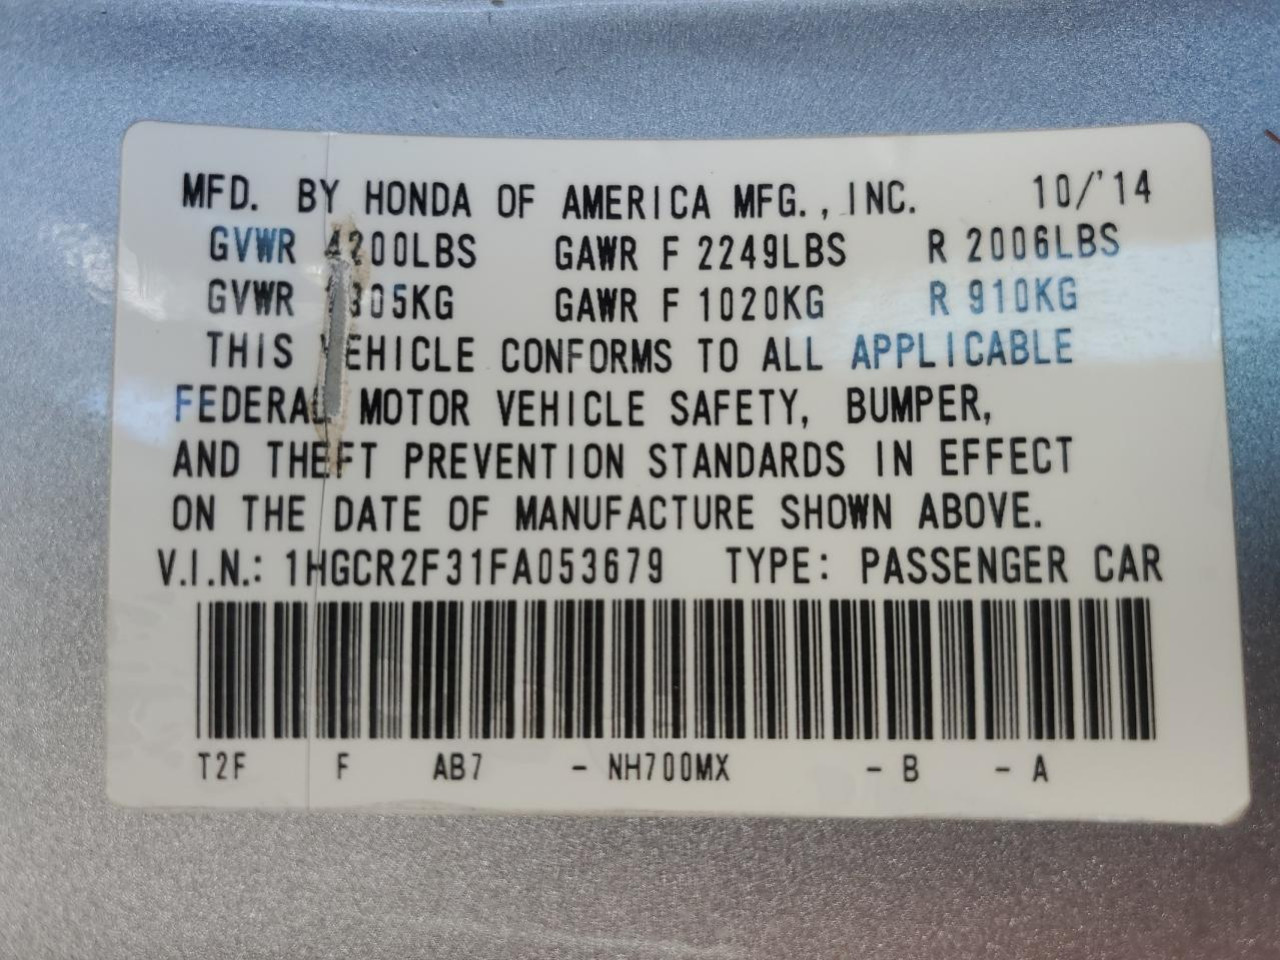 MFD. BY HONDA OF AMERICA MFG., INC. 10/'14
GVWR 4200LBS GAWR F 2249LBS R 2006LBS
GVWR GAWR F 1020KG R 910KG
THIS VEHICLE CONFORMS TO ALL APPLICABLE
FEDERAL MOTOR VEHICLE SAFETY, BUMPER,
AND THEFT PREVENTION STANDARDS IN EFFECT
ON THE DATE OF MANUFACTURE SHOWN ABOVE.
V.I.N.: 1HGCR2F31FA053679 TYPE: PASSENGER CAR
T2F F AB7 - NH700MX - B - A